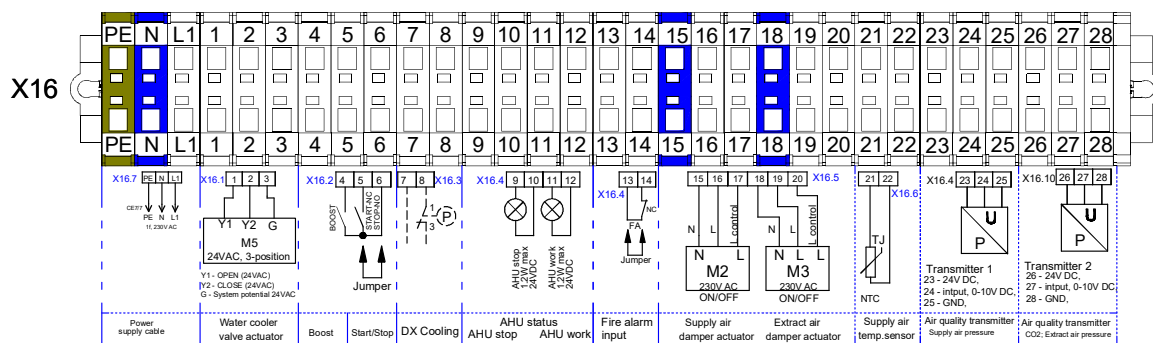 PE N L1 1 2 3 4 5 6 7 8 9 10 11 12 13 14 15 16 17 18 19 20 21 22 23 24 25 26 27 28
X16
PE N L1 1 2 3 4 5 6 7 8 9 10 11 12 13 14 15 16 17 18 19 20 21 22 23 24 25 26 27 28
X16.7 PE N L1
CE7/7
PE N L1
1f, 230V AC
X16.1 1 2 3
Y1 Y2 G
M5
24VAC, 3-position
Y1 - OPEN (24VAC)
Y2 - CLOSE (24VAC)
G - System potential 24VAC
X16.2 4 5 6
BOOST
START-NC
STOP-NO
Jumper
7 8 X16.3
1
3
P
X16.4 9 10 11 12
AHU stop
1.2W max
24VDC
AHU work
1.2W max
24VDC
13 14
X16.4
NC
FA
Jumper
15 16 17 18 19 20 X16.5
N L L control
L control
N L
M2
230V AC
ON/OFF
N L L
M3
230V AC
ON/OFF
21 22
X16.6
TJ
NTC
X16.4 23 24 25
U
P
Transmitter 1
23 - 24V DC,
24 - intput, 0-10V DC,
25 - GND,
X16.10 26 27 28
U
P
Transmitter 2
26 - 24V DC,
27 - intput, 0-10V DC,
28 - GND,
Power
supply cable
Water cooler
valve actuator
Boost
Start/Stop
DX Cooling
AHU status
AHU stop AHU work
Fire alarm
input
Supply air
damper actuator
Extract air
damper actuator
Supply air
temp.sensor
Air quality transmitter
Supply air pressure
Air quality transmitter
CO2; Extract air pressure